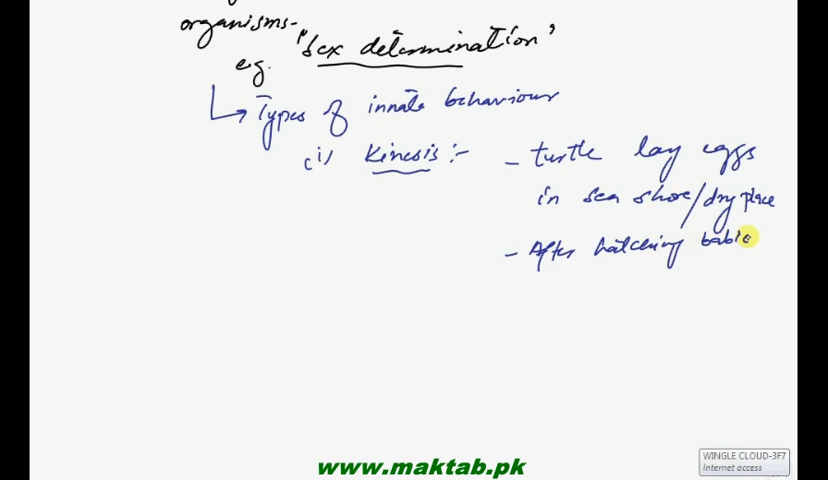 organisms-
e.g. "Sex determination"
Types of innate behaviour
(i) Kinesis :- - turtle lay eggs
in sea shore/dry place
- After hatching babie
www.maktab.pk
WINGLE CLOUD-3F7
Internet access